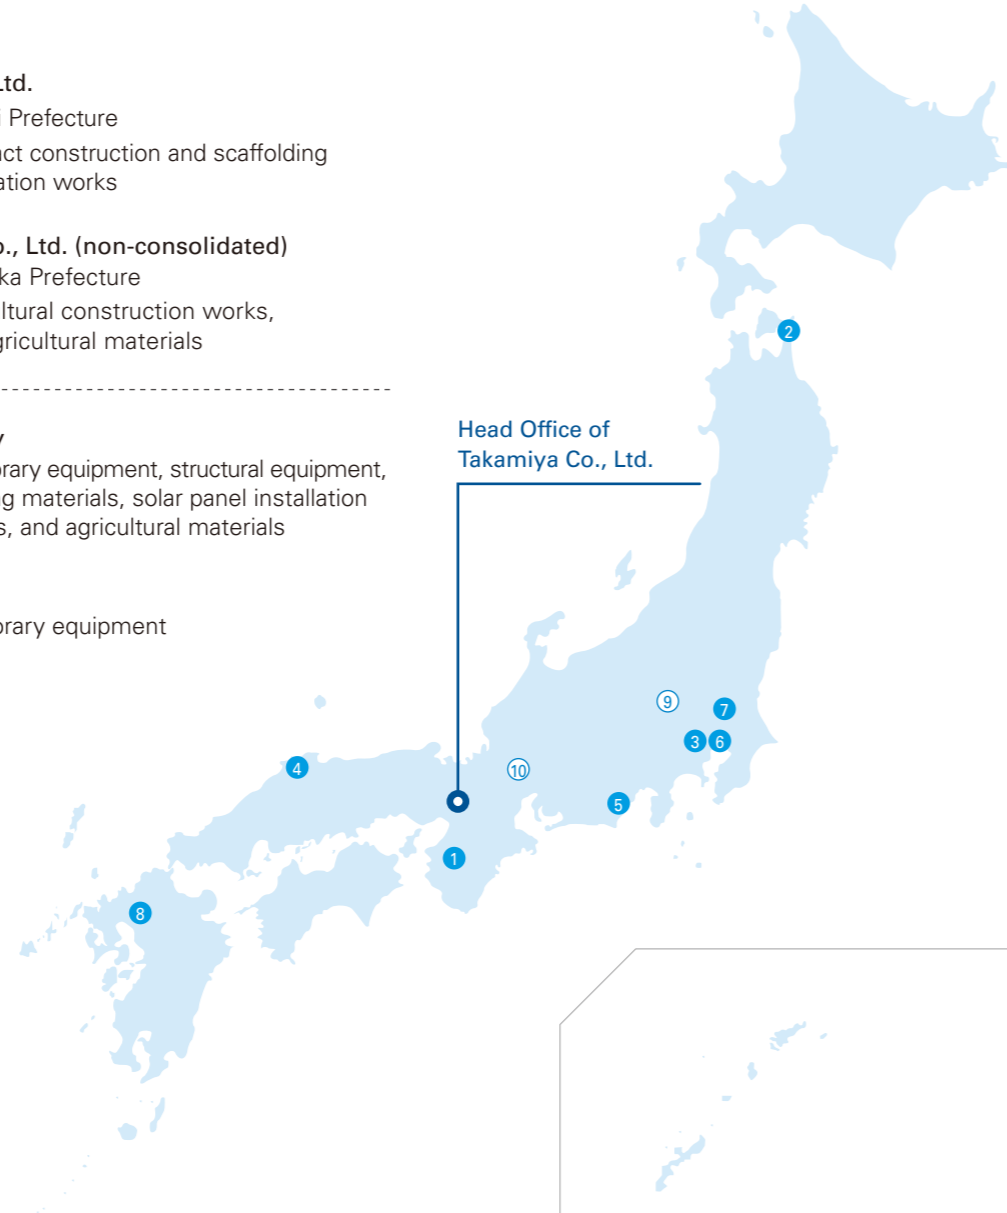 Ltd.
i Prefecture
act construction and scaffolding
ation works
o., Ltd. (non-consolidated)
ka Prefecture
ltural construction works,
gricultural materials
y
orary equipment, structural equipment,
ng materials, solar panel installation
s, and agricultural materials
orary equipment
Head Office of
Takamiya Co., Ltd.
2
9
7
3 6
4
10
5
1
8